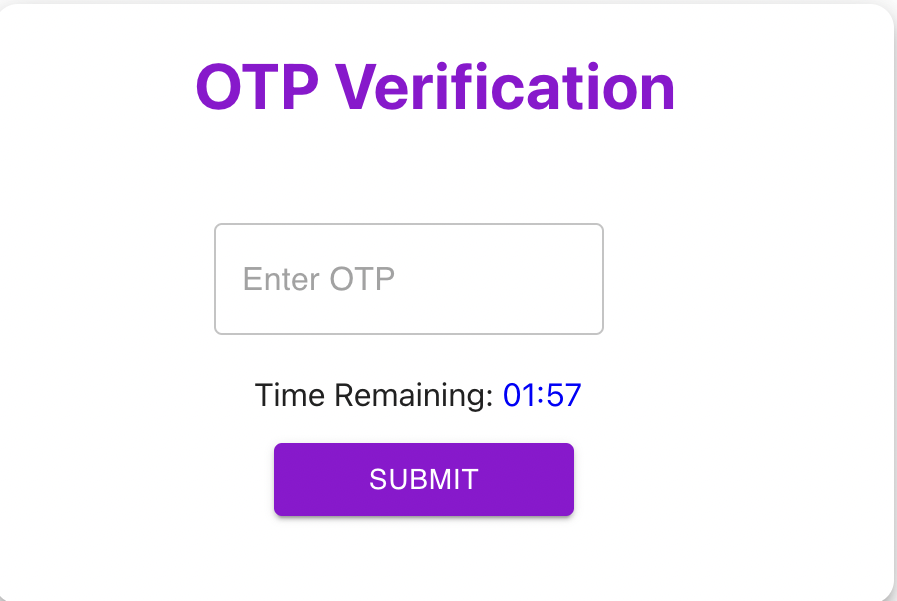 OTP Verification
Enter OTP
Time Remaining: 01:57
SUBMIT